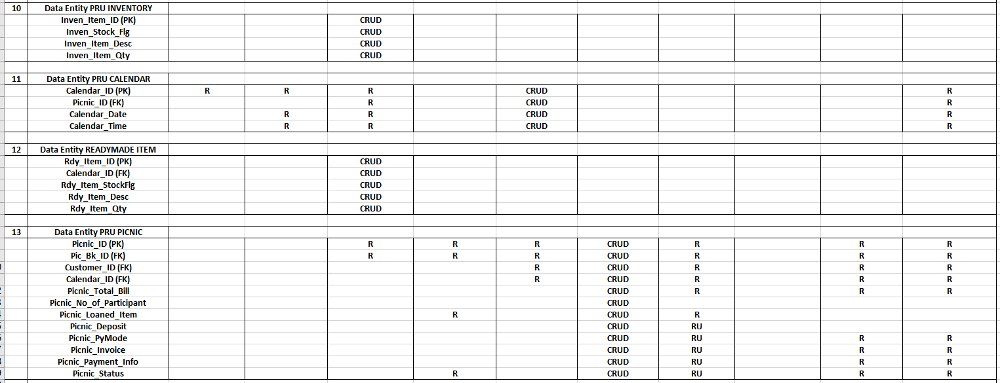 10 Data Entity PRU INVENTORY
Inven_Item_ID (PK) CRUD
Inven_Stock_Flg CRUD
Inven_Item_Desc CRUD
Inven_Item_Qty CRUD
11 Data Entity PRU CALENDAR
Calendar_ID (PK) R R R CRUD R
Picnic_ID (FK) R CRUD R
Calendar_Date R R CRUD R
Calendar_Time R R CRUD R
12 Data Entity READYMADE ITEM
Rdy_Item_ID (PK) CRUD
Calendar_ID (FK) CRUD
Rdy_Item_StockFlg CRUD
Rdy_Item_Desc CRUD
Rdy_Item_Qty CRUD
13 Data Entity PRU PICNIC
Picnic_ID (PK) R R R CRUD R R R
Pic_Bk_ID (FK) R R R CRUD R R R
Customer_ID (FK) R CRUD R R R
Calendar_ID (FK) R CRUD R R R
Picnic_Total_Bill CRUD R R R
Picnic_No_of_Participant CRUD
Picnic_Loaned_Item R CRUD R
Picnic_Deposit CRUD RU
Picnic_PyMode CRUD RU R R
Picnic_Invoice CRUD RU R R
Picnic_Payment_Info CRUD RU R R
Picnic_Status R CRUD RU R R